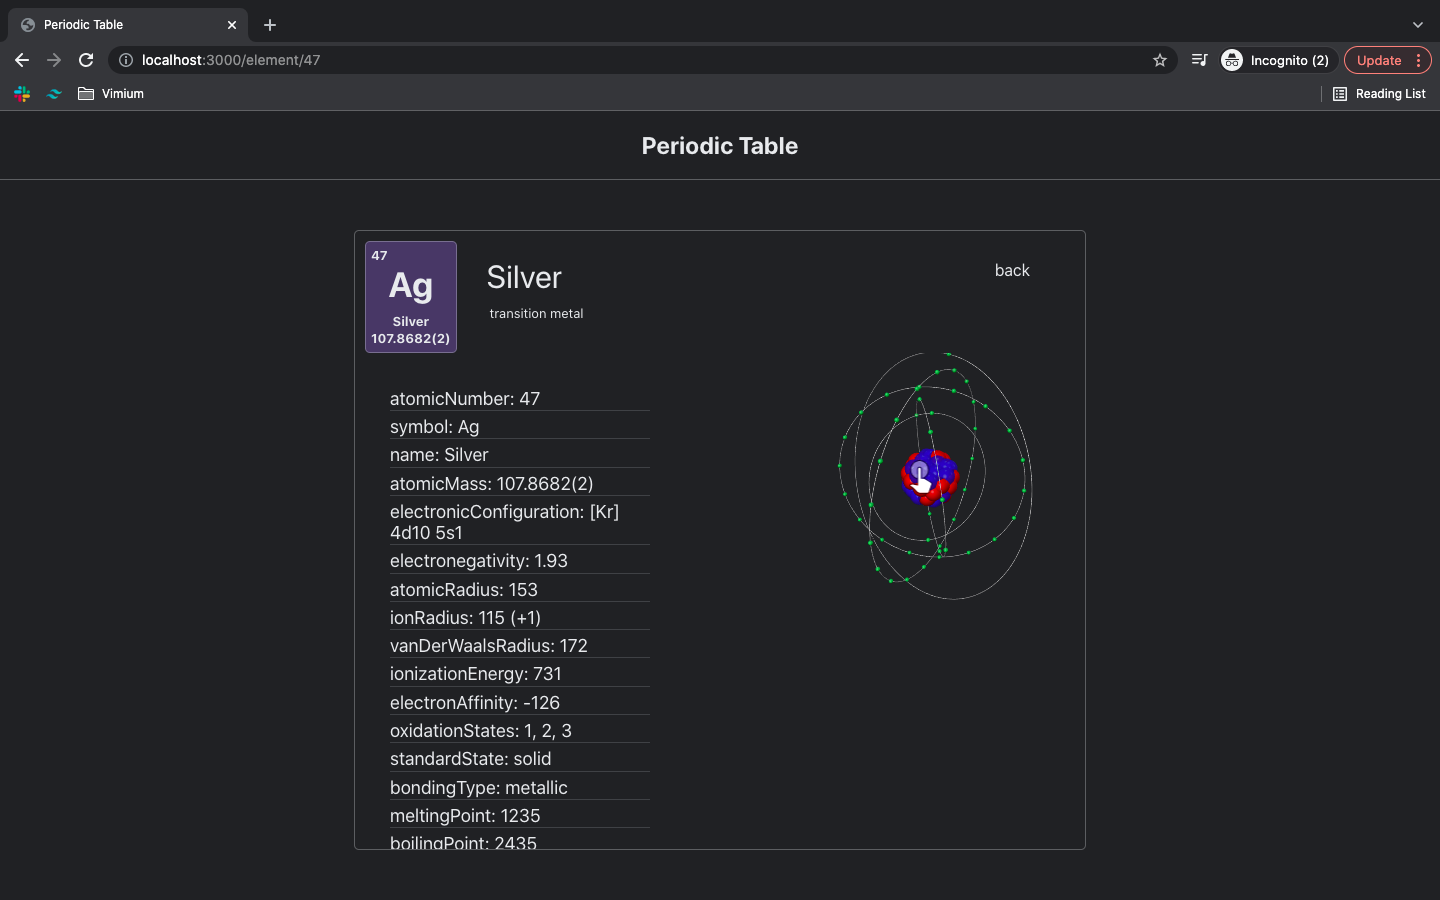 Periodic Table
localhost:3000/element/47
Incognito (2)
Update
Vimium
Reading List
Periodic Table
47
Ag
Silver
107.8682(2)
Silver
transition metal
back
atomicNumber: 47
symbol: Ag
name: Silver
atomicMass: 107.8682(2)
electronicConfiguration: [Kr]
4d10 5s1
electronegativity: 1.93
atomicRadius: 153
ionRadius: 115 (+1)
vanDerWaalsRadius: 172
ionizationEnergy: 731
electronAffinity: -126
oxidationStates: 1, 2, 3
standardState: solid
bondingType: metallic
meltingPoint: 1235
boilingPoint: 2435